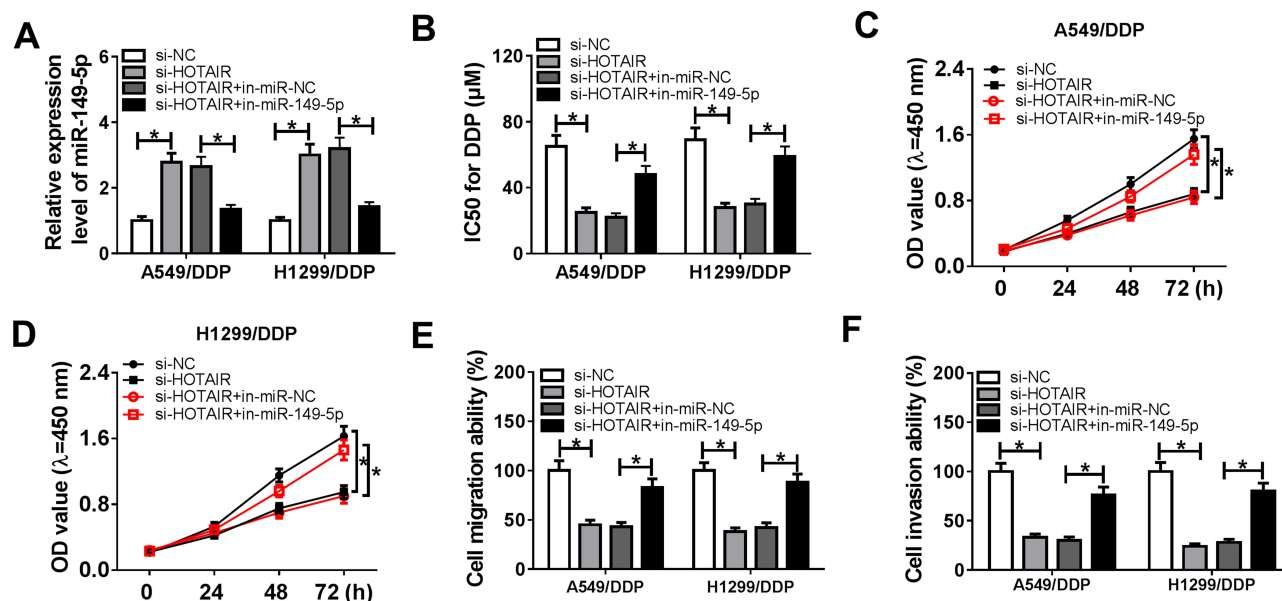 A
Relative expression
level of miR-149-5p
si-NC
si-HOTAIR
si-HOTAIR+in-miR-NC
si-HOTAIR+in-miR-149-5p
6
4
2
0
* * * *
A549/DDP H1299/DDP
B
IC50 for DDP (μM)
si-NC
si-HOTAIR
si-HOTAIR+in-miR-NC
si-HOTAIR+in-miR-149-5p
120
80
40
0
* * * *
A549/DDP H1299/DDP
C
A549/DDP
OD value (λ=450 nm)
si-NC
si-HOTAIR
si-HOTAIR+in-miR-NC
si-HOTAIR+in-miR-149-5p
2.4
1.6
0.8
0.0
* *
0 24 48 72 (h)
D
H1299/DDP
OD value (λ=450 nm)
si-NC
si-HOTAIR
si-HOTAIR+in-miR-NC
si-HOTAIR+in-miR-149-5p
2.4
1.6
0.8
0.0
* *
0 24 48 72 (h)
E
Cell migration ability (%)
si-NC
si-HOTAIR
si-HOTAIR+in-miR-NC
si-HOTAIR+in-miR-149-5p
200
150
100
50
0
* * * *
A549/DDP H1299/DDP
F
Cell invasion ability (%)
si-NC
si-HOTAIR
si-HOTAIR+in-miR-NC
si-HOTAIR+in-miR-149-5p
200
150
100
50
0
* * * *
A549/DDP H1299/DDP